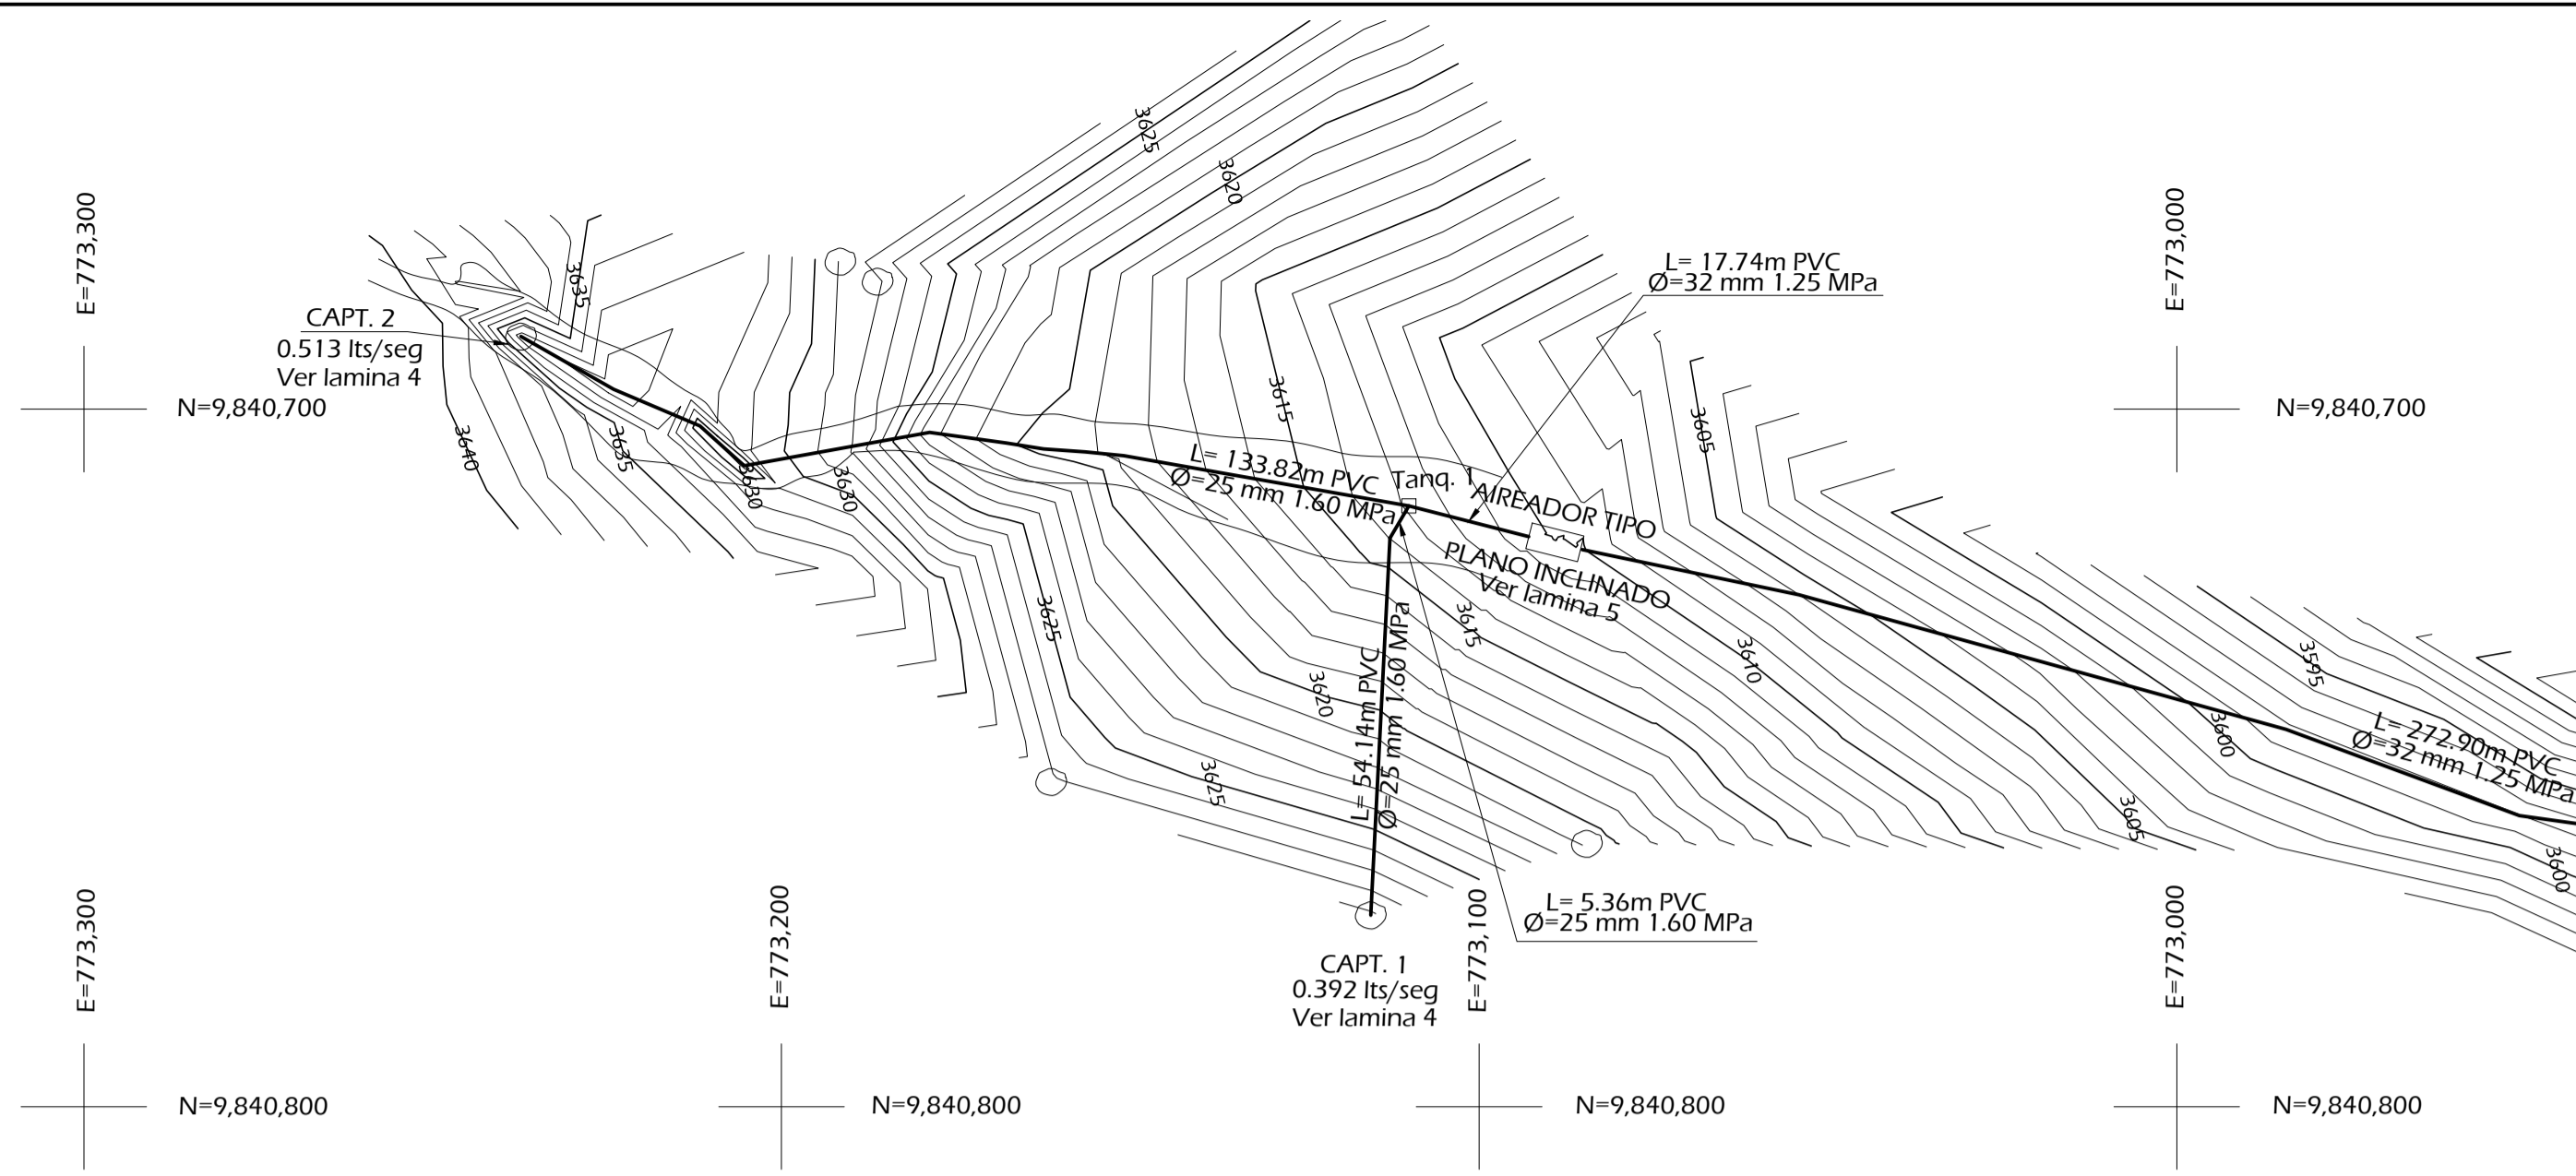 3625
3620
E=773,300
E=773,000
3635
L= 17.74m PVC
Ø=32 mm 1.25 MPa
CAPT. 2
0.513 lts/seg
Ver lamina 4
N=9,840,700
N=9,840,700
3640
3635
3630
3630
3615
3605
L= 133.82m PVC
Ø=25 mm 1.60 MPa
Tanq. 1
AIREADOR TIPO
PLANO INCLINADO
Ver lamina 5
3625
3615
3610
3595
3620
3600
L= 54.14m PVC
Ø=25 mm 1.60 MPa
L= 272.90m PVC
Ø=32 mm 1.25 MPa
3625
3605
3600
L= 5.36m PVC
Ø=25 mm 1.60 MPa
E=773,300
E=773,200
E=773,100
E=773,000
CAPT. 1
0.392 lts/seg
Ver lamina 4
N=9,840,800
N=9,840,800
N=9,840,800
N=9,840,800